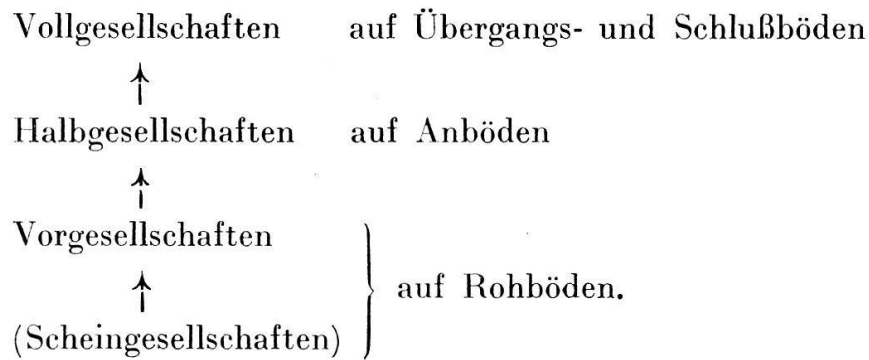 Vollgesellschaften auf Übergangs- und Schlußböden
Halbgesellschaften auf Anböden
Vorgesellschaften
auf Rohböden.
(Scheingesellschaften)